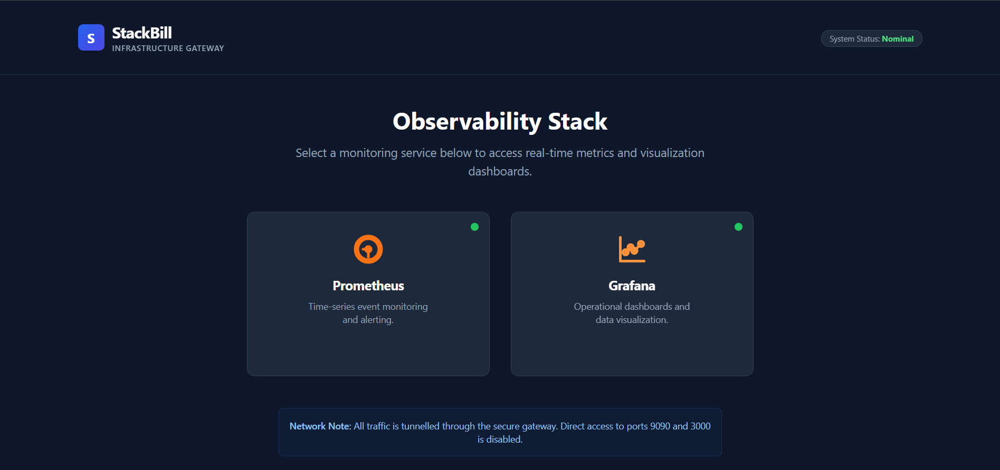 S
StackBill
INFRASTRUCTURE GATEWAY
System Status: Nominal
Observability Stack
Select a monitoring service below to access real-time metrics and visualization
dashboards.
Prometheus
Time-series event monitoring
and alerting.
Grafana
Operational dashboards and
data visualization.
Network Note: All traffic is tunnelled through the secure gateway. Direct access to ports 9090 and 3000
is disabled.